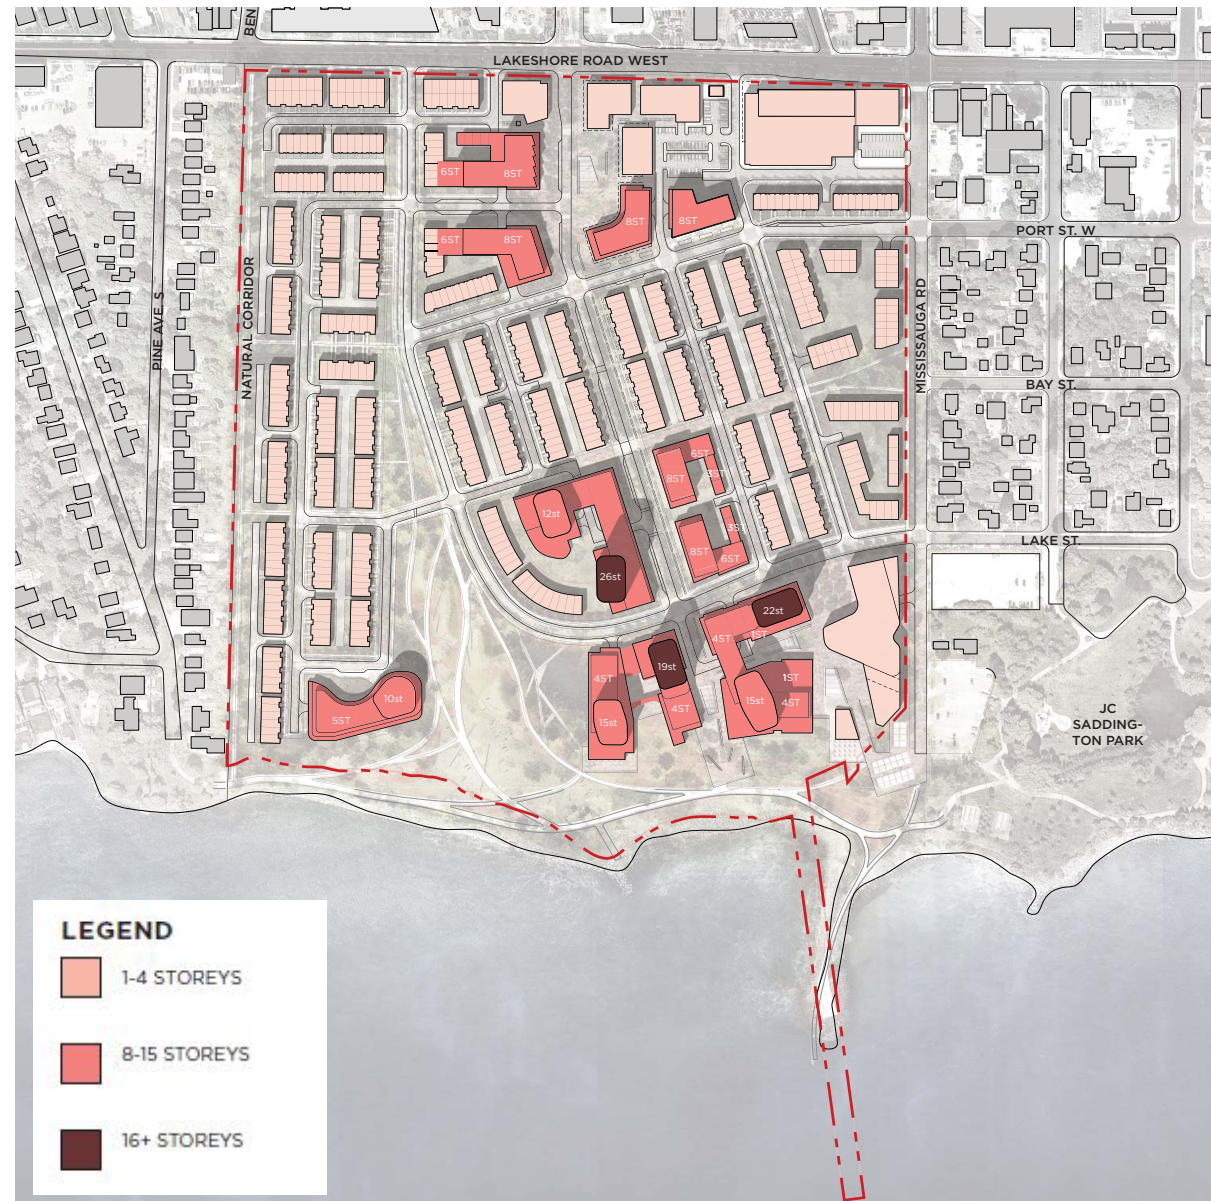 BEN
LAKESHORE ROAD WEST
6ST
8ST
8ST
8ST
PORT ST. W
6ST
8ST
PINE AVE. S
NATURAL CORRIDOR
MISSISSAUGA RD
BAY ST.
6ST
8ST
3ST
12st
3ST
LAKE ST.
8ST
6ST
26st
22st
4ST
1ST
19st
4ST
1ST
10st
15st
4ST
5ST
15st
4ST
JC
SADDING-
TON PARK
LEGEND
1-4 STOREYS
8-15 STOREYS
16+ STOREYS